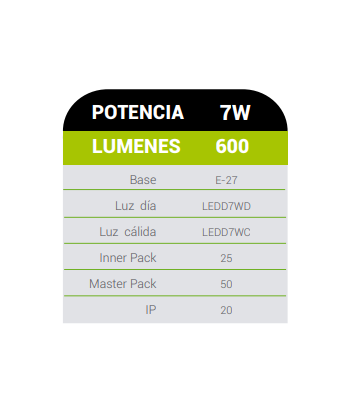 POTENCIA 7W
LUMENES 600
Base E-27
Luz día LEDD7WD
Luz cálida LEDD7WC
Inner Pack 25
Master Pack 50
IP 20